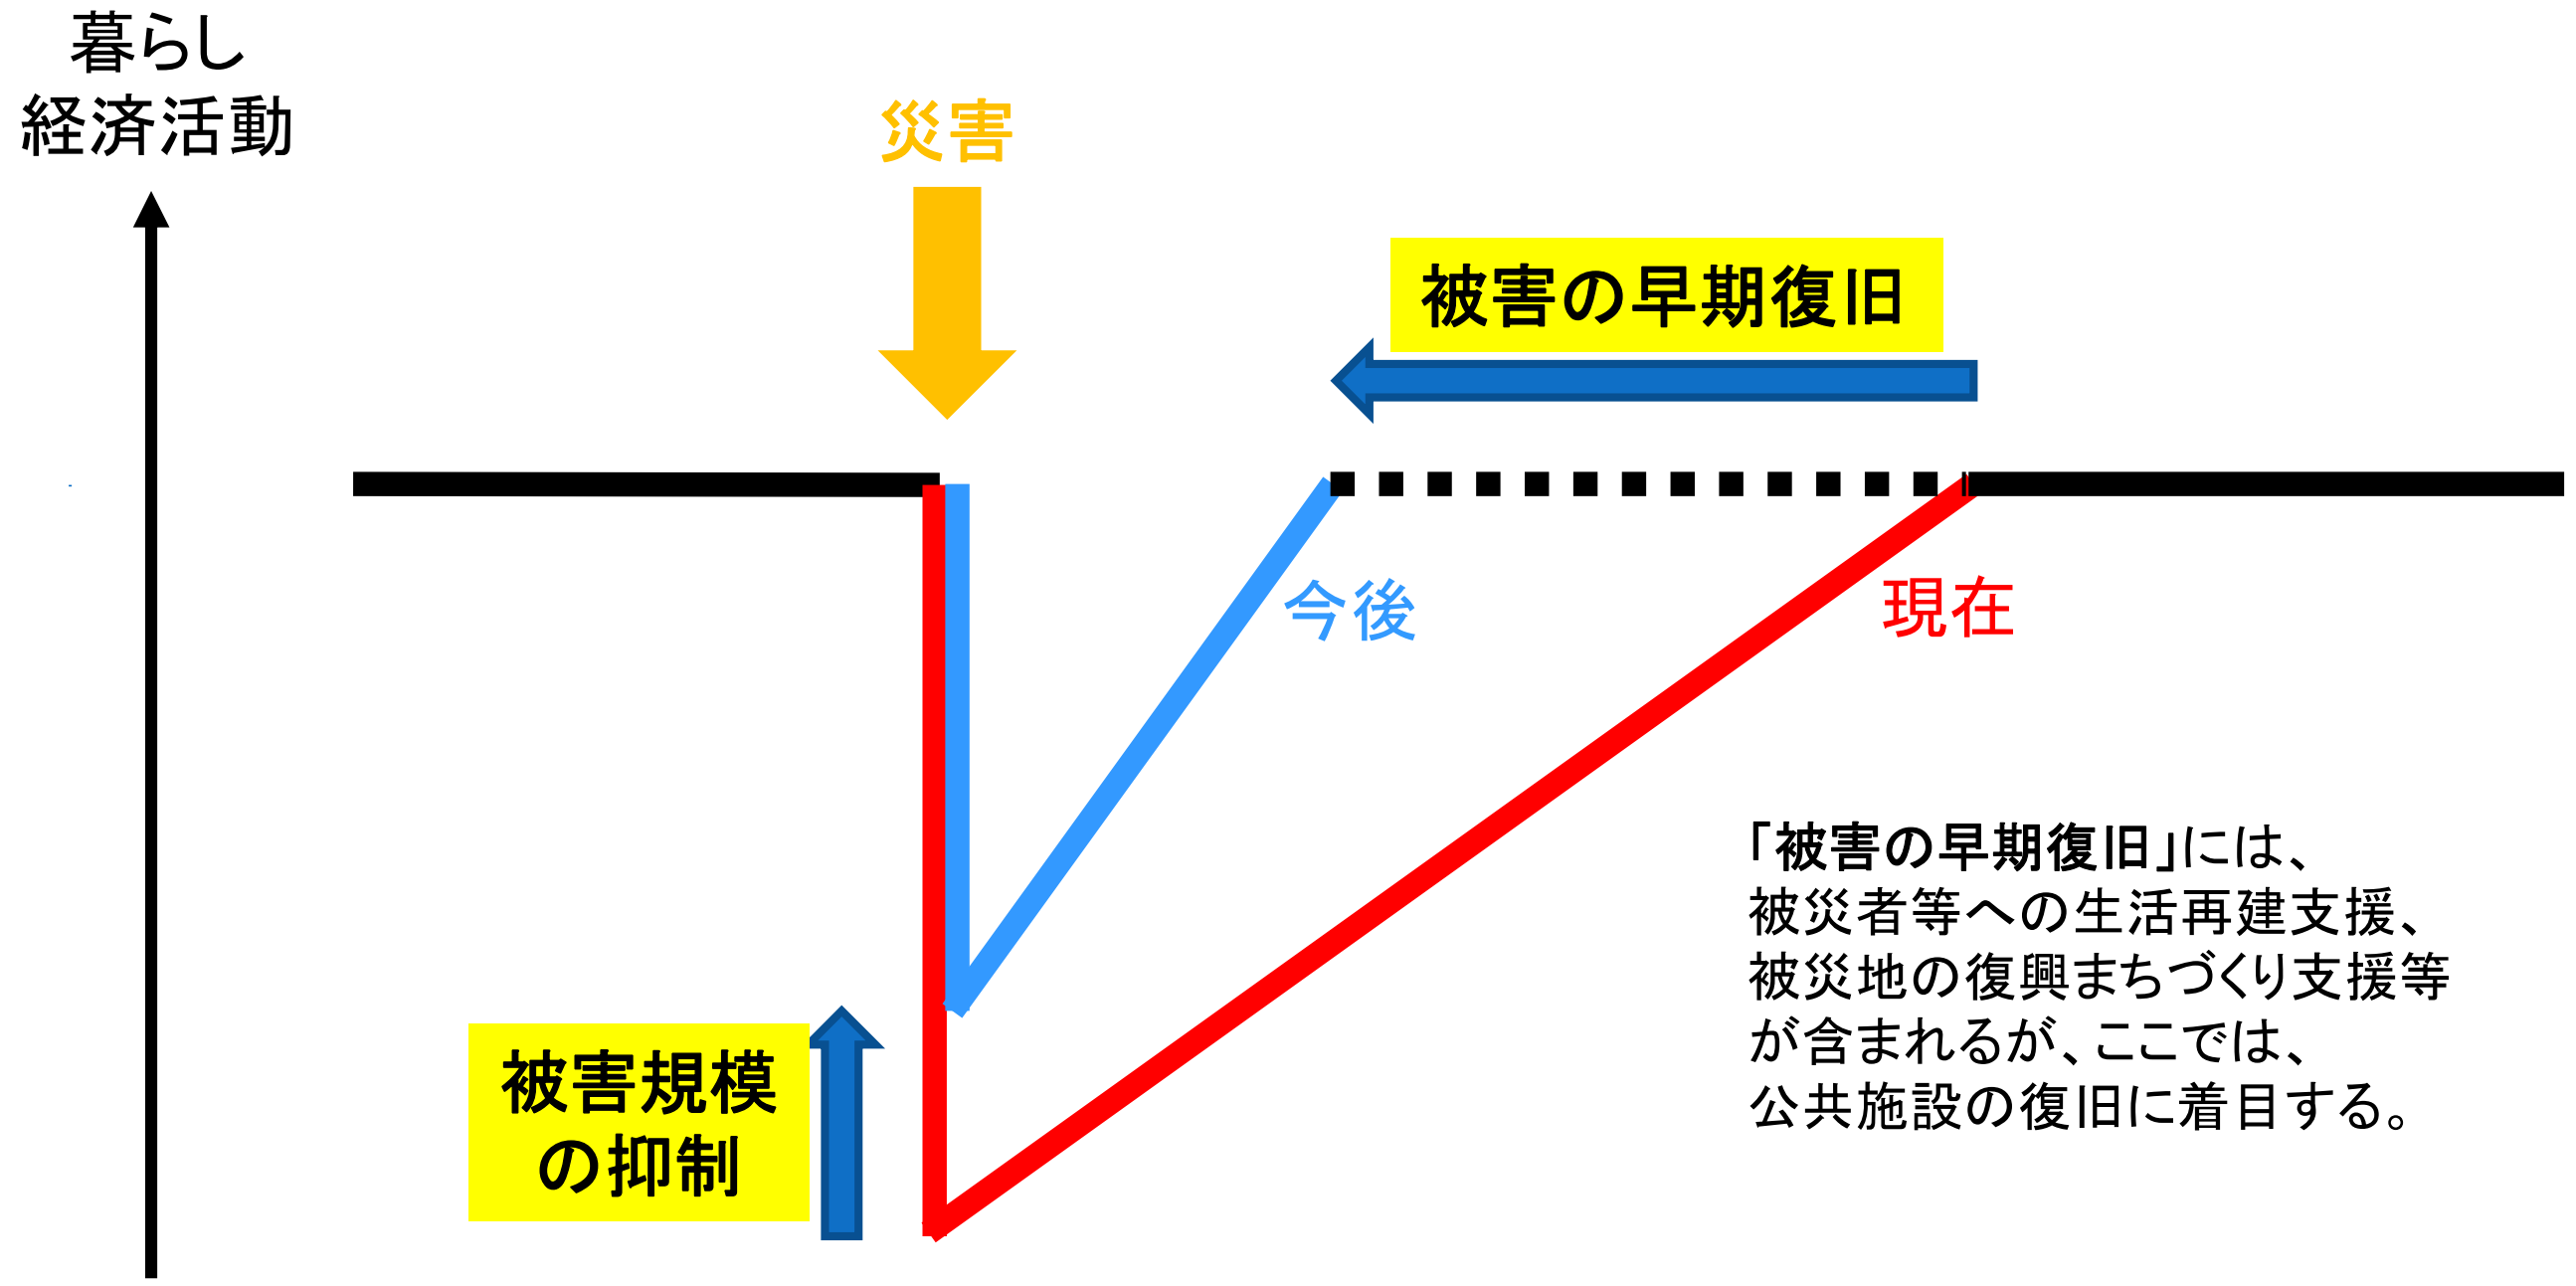 暮らし
経済活動
災害
被害の早期復旧
今後
現在
被害規模
の抑制
「被害の早期復旧」には、
被災者等への生活再建支援、
被災地の復興まちづくり支援等
が含まれるが、ここでは、
公共施設の復旧に着目する。